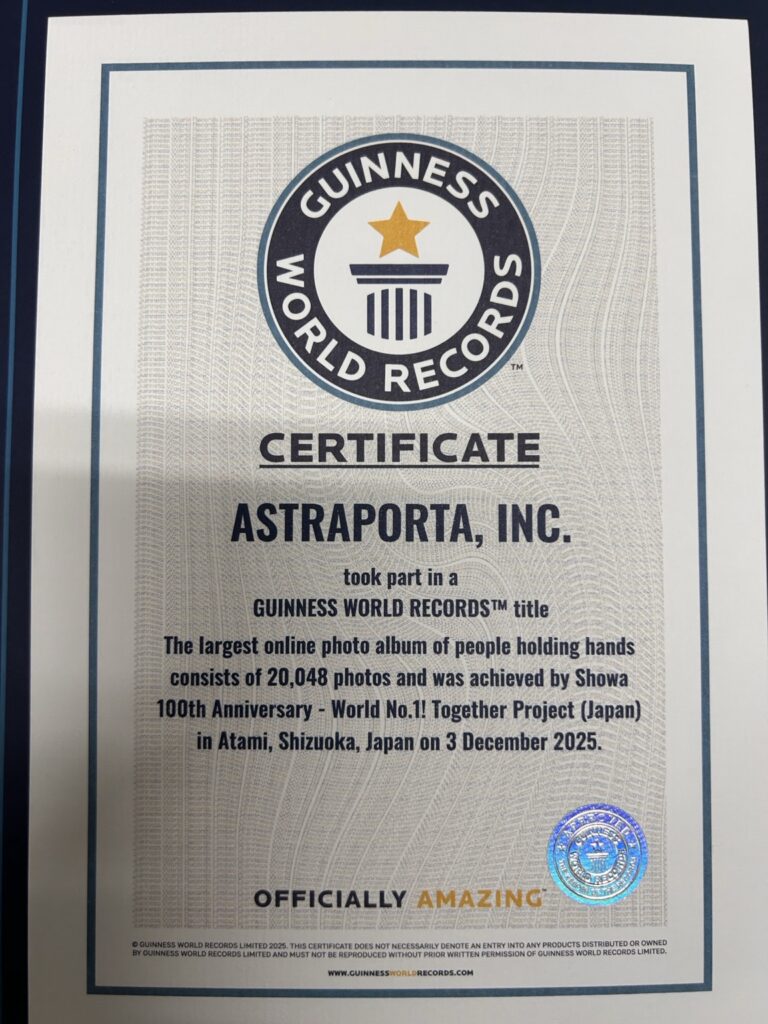 GUINNESS
WORLD RECORDS
TM
CERTIFICATE
ASTRAPORTA, INC.
took part in a
GUINNESS WORLD RECORDS™ title
The largest online photo album of people holding hands
consists of 20,048 photos and was achieved by Showa
100th Anniversary - World No.1! Together Project (Japan)
in Atami, Shizuoka, Japan on 3 December 2025.
GUINNESS
WORLD RECORDS
OFFICIALLY AMAZING™
© GUINNESS WORLD RECORDS LIMITED 2025. THIS CERTIFICATE DOES NOT NECESSARILY DENOTE AN ENTRY INTO ANY PRODUCTS DISTRIBUTED OR OWNED
BY GUINNESS WORLD RECORDS LIMITED AND MUST NOT BE REPRODUCED WITHOUT PRIOR WRITTEN PERMISSION OF GUINNESS WORLD RECORDS LIMITED.
WWW.GUINNESSWORLDRECORDS.COM